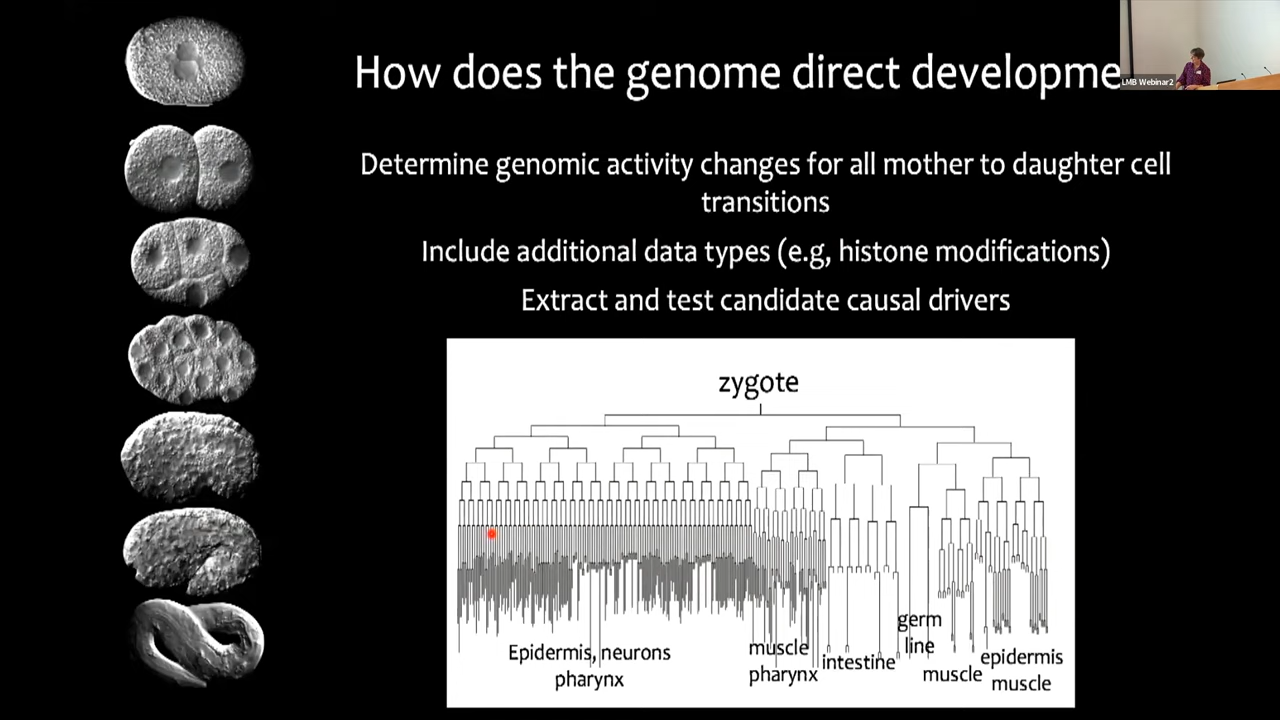 How does the genome direct developme
LMB Webinar2
Determine genomic activity changes for all mother to daughter cell
transitions
Include additional data types (e.g, histone modifications)
Extract and test candidate causal drivers
zygote
Epidermis, neurons
pharynx
muscle
pharynx
intestine
germ
line
muscle
epidermis
muscle